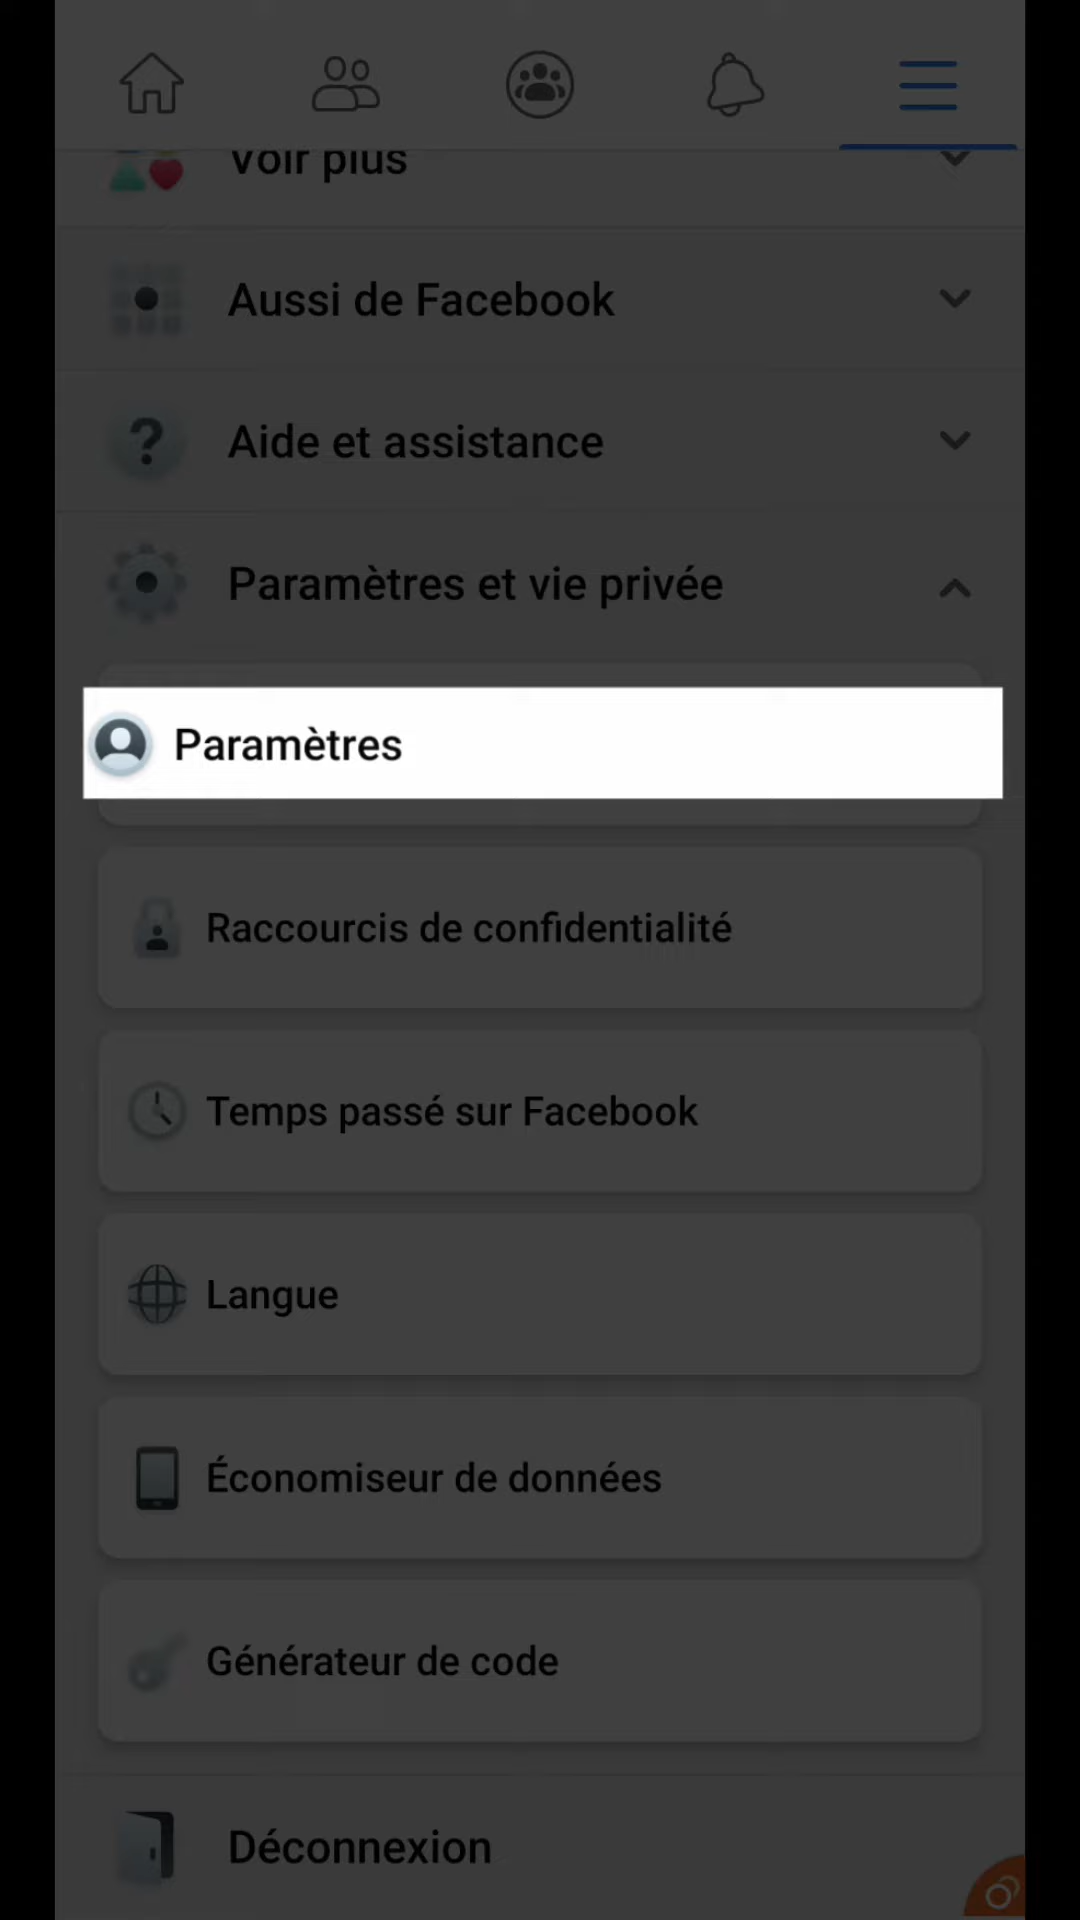 Voir plus
Aussi de Facebook
Aide et assistance
Paramètres et vie privée
Paramètres
Raccourcis de confidentialité
Temps passé sur Facebook
Langue
Économiseur de données
Générateur de code
Déconnexion